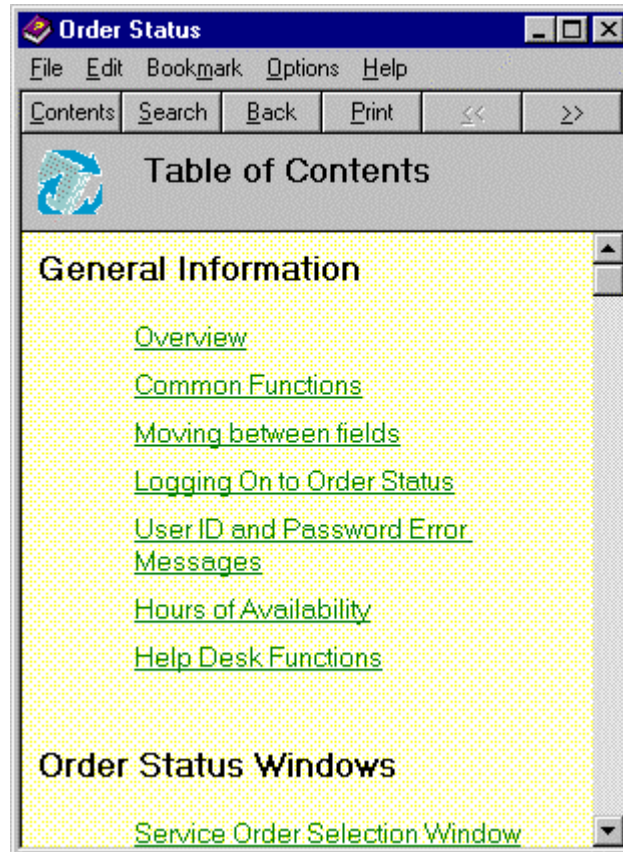 Order Status
File Edit Bookmark Options Help
Contents Search Back Print << >>
Table of Contents
General Information
Overview
Common Functions
Moving between fields
Logging On to Order Status
User ID and Password Error
Messages
Hours of Availability
Help Desk Functions
Order Status Windows
Service Order Selection Window